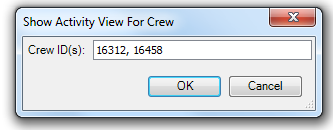 Show Activity View For Crew
Crew ID(s): 16312, 16458
OK Cancel